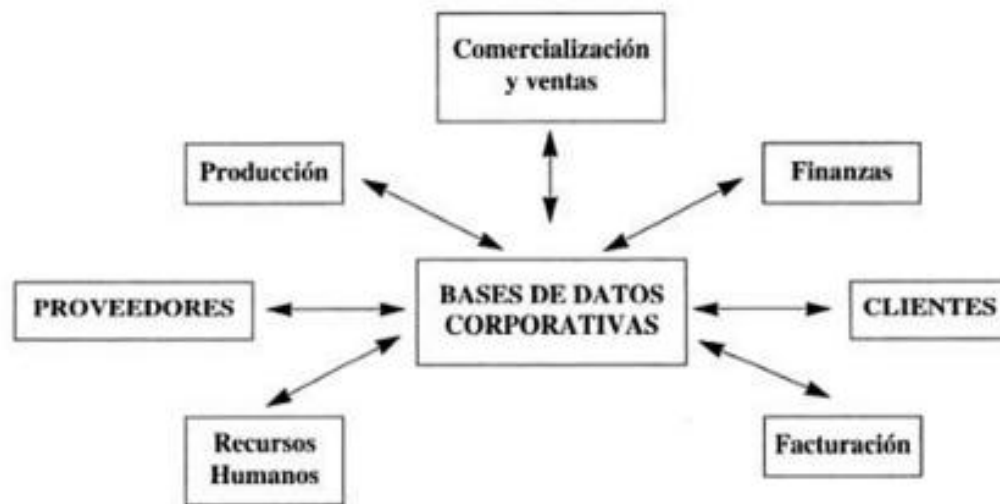 Comercialización
y ventas
Producción
Finanzas
PROVEEDORES
BASES DE DATOS
CORPORATIVAS
CLIENTES
Recursos
Humanos
Facturación